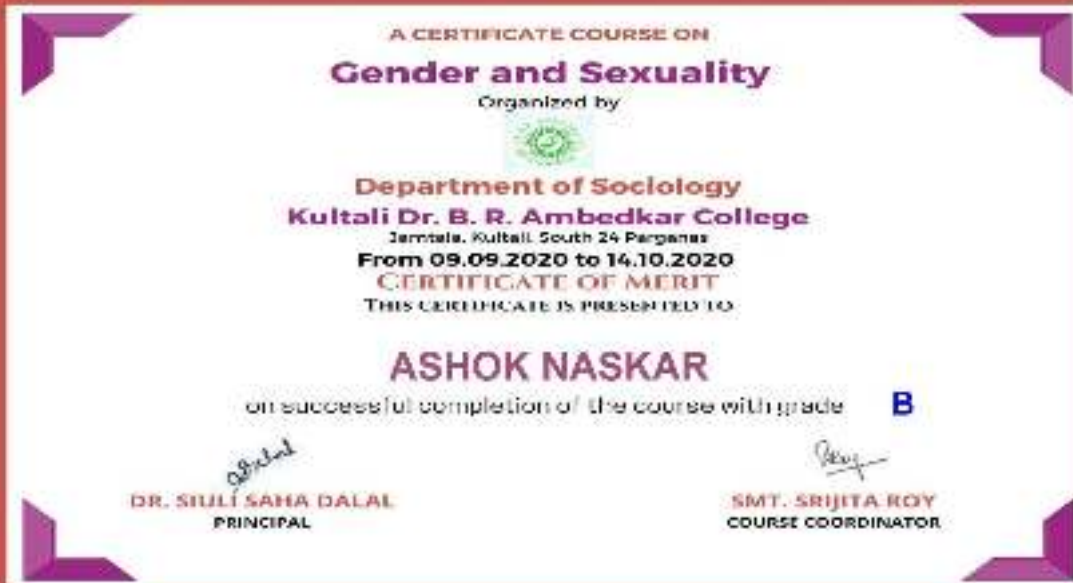 A CERTIFICATE COURSE ON
Gender and Sexuality
Organized by
Department of Sociology
Kultali Dr. B. R. Ambedkar College
Jamtala, Kultali, South 24 Parganas
From 09.09.2020 to 14.10.2020
CERTIFICATE OF MERIT
THIS CERTIFICATE IS PRESENTED TO
ASHOK NASKAR
on successful completion of the course with grade B
DR. SIULI SAHA DALAL
PRINCIPAL
SMT. SRIJITA ROY
COURSE COORDINATOR